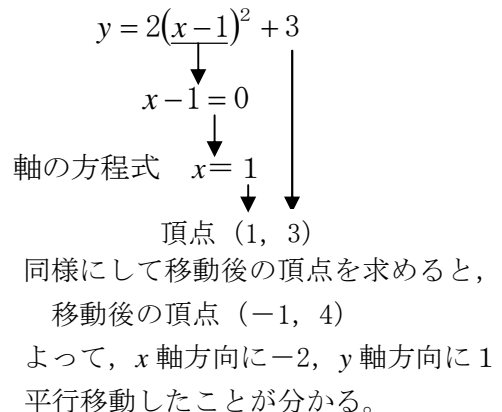 y = 2(x−1)² + 3
x−1 = 0
軸の方程式　x＝ 1
頂点（1, 3）
同様にして移動後の頂点を求めると，
移動後の頂点（－1, 4）
よって，x 軸方向に－2，y 軸方向に 1
平行移動したことが分かる。